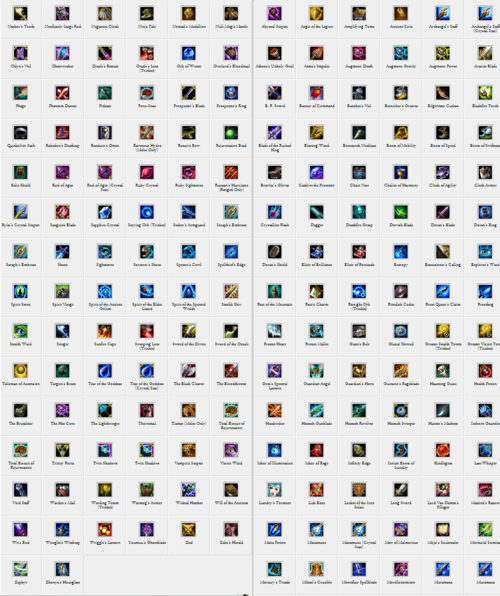 Nashor's Tooth
Needlessly Large Rod
Negatron Cloak
Ninja Tabi
Nomad's Medallion
Null-Magic Mantle
Odyn's Veil
Oracle's Lens
(Trinket)
Orb of Winter
Overlord's Bloodmail
Phage
Phantom Dancer
Pickaxe
Poro-Snax
Prospector's Blade
Prospector's Ring
Quicksilver Sash
Rabadon's Deathcap
Randuin's Omen
Ravenous Hydra
(Melee Only)
Recurve Bow
Rejuvenation Bead
Relic Shield
Rod of Ages
Rod of Ages (Crystal
Scar)
Ruby Crystal
Ruby Sightstone
Runaan's Hurricane
(Ranged Only)
Rylai's Crystal Scepter
Sanguine Blade
Sapphire Crystal
Scrying Orb (Trinket)
Seeker's Armguard
Seraph's Embrace
Seraph's Embrace
Sheen
Sightstone
Sorcerer's Shoes
Spectre's Cowl
Spellthief's Edge
Spirit Stone
Spirit Visage
Spirit of the Ancient
Golem
Spirit of the Elder
Lizard
Spirit of the Spectral
Wraith
Stealth Ward
Stinger
Sunfire Cape
Sweeping Lens
(Trinket)
Sword of the Divine
Sword of the Occult
Talisman of Ascension
Targon's Brace
Tear of the Goddess
Tear of the Goddess
(Crystal Scar)
The Black Cleaver
The Bloodthirster
The Brutalizer
The Hex Core
The Lightbringer
Thornmail
Tiamat (Melee Only)
Total Biscuit of
Rejuvenation
Total Biscuit of
Rejuvenation
Trinity Force
Twin Shadows
Twin Shadows
Vampiric Scepter
Vision Ward
Void Staff
Warden's Mail
Warding Totem
(Trinket)
Warmog's Armor
Wicked Hatchet
Will of the Ancients
Wit's End
Wooglet's Witchcap
Wriggle's Lantern
Youmuu's Ghostblade
Zeal
Zeke's Herald
Zephyr
Zhonya's Hourglass
Abyssal Scepter
Aegis of the Legion
Amplifying Tome
Ancient Coin
Archangel's Staff
Archangel's Staff
(Crystal Scar)
Athene's Unholy Grail
Atma's Impaler
Augment: Death
Augment: Gravity
Augment: Power
Avarice Blade
B. F. Sword
Banner of Command
Banshee's Veil
Berserker's Greaves
Bilgewater Cutlass
Blackfire Torch
Blade of the Ruined
King
Blasting Wand
Bonetooth Necklace
Boots of Mobility
Boots of Speed
Boots of Swiftness
Brawler's Gloves
Catalyst the Protector
Chain Vest
Chalice of Harmony
Cloak of Agility
Cloth Armor
Crystalline Flask
Dagger
Deathfire Grasp
Dervish Blade
Doran's Blade
Doran's Ring
Doran's Shield
Elixir of Brilliance
Elixir of Fortitude
Entropy
Executioner's Calling
Explorer's Ward
Face of the Mountain
Faerie Charm
Farsight Orb
(Trinket)
Fiendish Codex
Frost Queen's Claim
Frostfang
Frozen Heart
Frozen Mallet
Giant's Belt
Glacial Shroud
Greater Stealth Totem
(Trinket)
Greater Vision Totem
(Trinket)
Grez's Spectral
Lantern
Guardian Angel
Guardian's Horn
Guinsoo's Rageblade
Haunting Guise
Health Potion
Headcleaver
Hextech Gunblade
Hextech Revolver
Hextech Sweeper
Hunter's Machete
Iceborn Gauntlet
Ichor of Illumination
Ichor of Rage
Infinity Edge
Ionian Boots of
Lucidity
Kindlegem
Last Whisper
Liandry's Torment
Lich Bane
Locket of the Iron
Solari
Long Sword
Lord Van Damm's
Pillager
Madred's Razors
Mana Potion
Manamune
Manamune (Crystal
Scar)
Maw of Malmortius
Mejai's Soulstealer
Mercurial Scimitar
Mercury's Treads
Mikael's Crucible
Morellonomicon
Muramana
Muramana